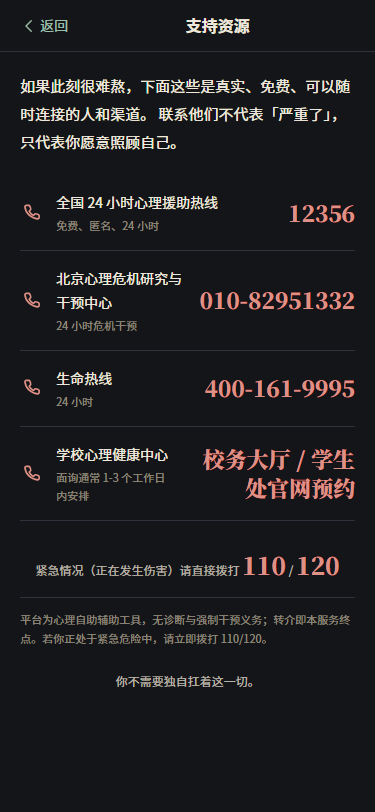 返回
支持资源
如果此刻很难熬，下面这些是真实、免费、可以随
时连接的人和渠道。 联系他们不代表「严重了」，
只代表你愿意照顾自己。
全国 24 小时心理援助热线
免费、匿名、24 小时
12356
北京心理危机研究与
干预中心
24 小时危机干预
010-82951332
生命热线
24 小时
400-161-9995
学校心理健康中心
面询通常 1-3 个工作日
内安排
校务大厅 / 学生
处官网预约
紧急情况（正在发生伤害）请直接拨打 110 / 120
平台为心理自助辅助工具，无诊断与强制干预义务；转介即本服务终
点。若你正处于紧急危险中，请立即拨打 110/120。
你不需要独自扛着这一切。